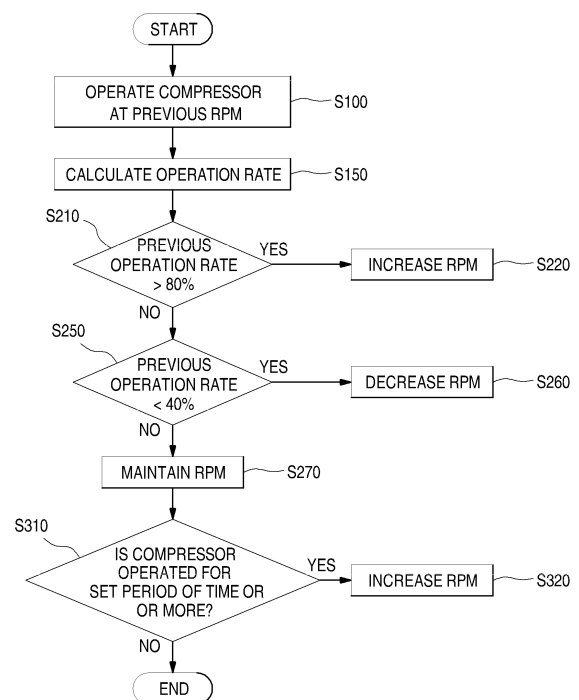 START
OPERATE COMPRESSOR
AT PREVIOUS RPM
S100
CALCULATE OPERATION RATE
S150
S210
PREVIOUS
OPERATION RATE
> 80%
YES
INCREASE RPM
S220
NO
S250
PREVIOUS
OPERATION RATE
< 40%
YES
DECREASE RPM
S260
NO
MAINTAIN RPM
S270
S310
IS COMPRESSOR
OPERATED FOR
SET PERIOD OF TIME OR
OR MORE?
YES
INCREASE RPM
S320
NO
END